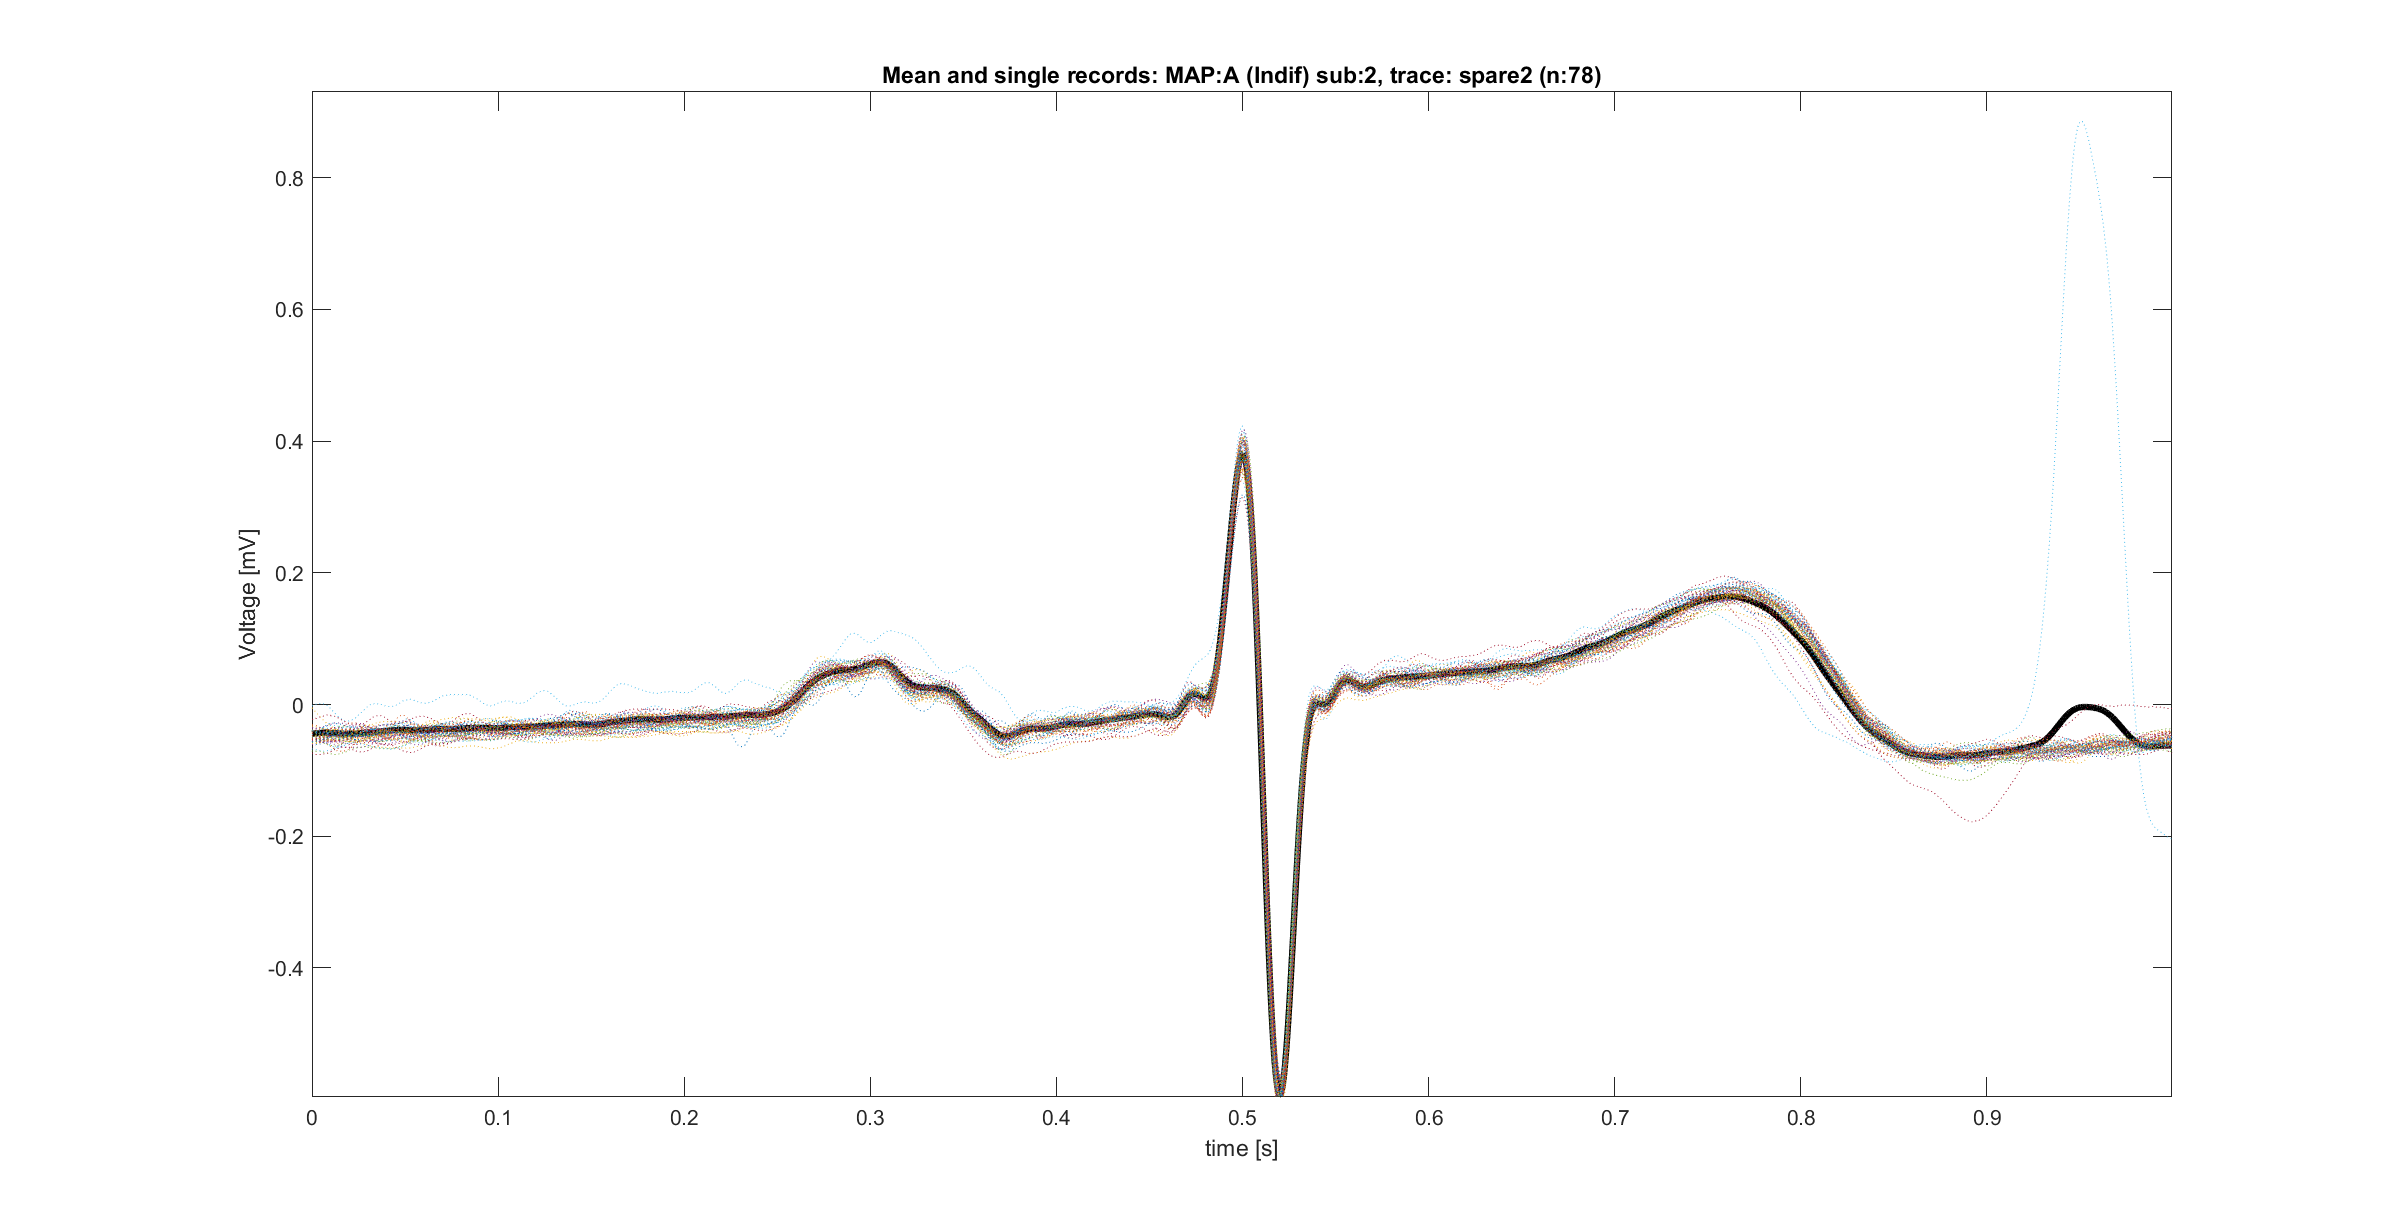 Mean and single records: MAP:A (Indif) sub:2, trace: spare2 (n:78)
Voltage [mV]
0.8
0.6
0.4
0.2
0
-0.2
-0.4
0 0.1 0.2 0.3 0.4 0.5 0.6 0.7 0.8 0.9
time [s]